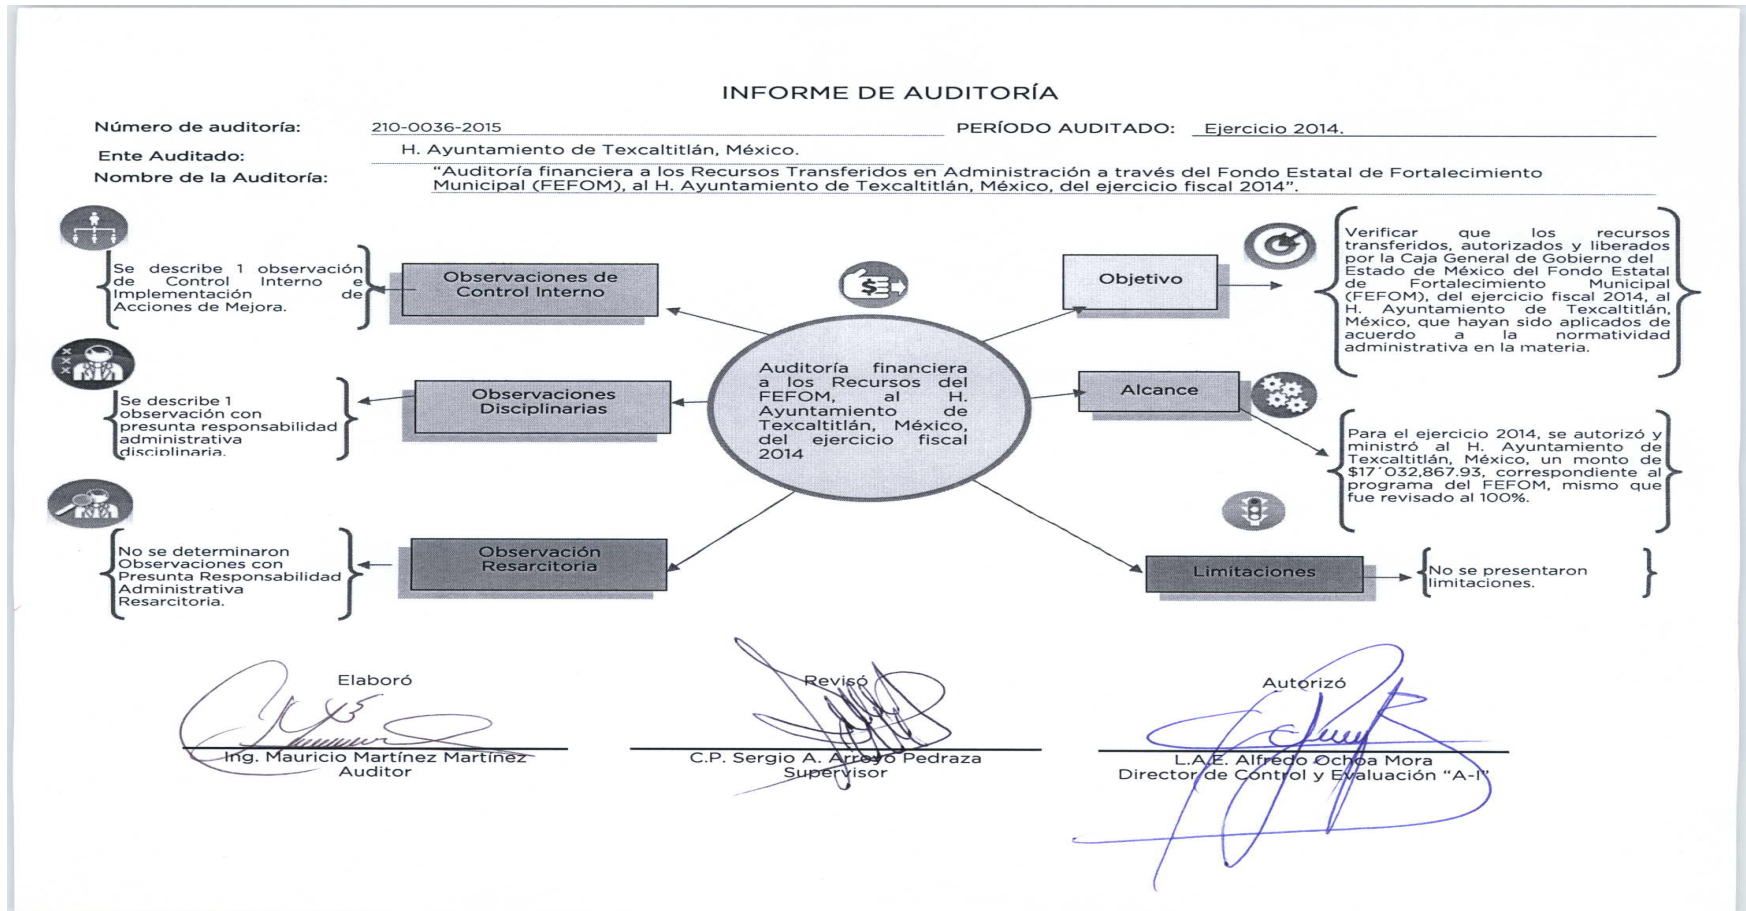 INFORME DE AUDITORÍA
Número de auditoría: 210-0036-2015 PERÍODO AUDITADO: Ejercicio 2014.
Ente Auditado: H. Ayuntamiento de Texcaltitlán, México.
Nombre de la Auditoría: “Auditoría financiera a los Recursos Transferidos en Administración a través del Fondo Estatal de Fortalecimiento
Municipal (FEFOM), al H. Ayuntamiento de Texcaltitlán, México, del ejercicio fiscal 2014”.
Se describe 1 observación
de Control Interno e
Implementación de
Acciones de Mejora.
Observaciones de
Control Interno
Se describe 1
observación con
presunta responsabilidad
administrativa
disciplinaria.
Observaciones
Disciplinarias
No se determinaron
Observaciones con
Presunta Responsabilidad
Administrativa
Resarcitoria.
Observación
Resarcitoria
$
Auditoría financiera
a los Recursos del
FEFOM, al H.
Ayuntamiento de
Texcaltitlán, México,
del ejercicio fiscal
2014
Objetivo
Verificar que los recursos
transferidos, autorizados y liberados
por la Caja General de Gobierno del
Estado de México del Fondo Estatal
de Fortalecimiento Municipal
(FEFOM), del ejercicio fiscal 2014, al
H. Ayuntamiento de Texcaltitlán,
México, que hayan sido aplicados de
acuerdo a la normatividad
administrativa en la materia.
Alcance
Para el ejercicio 2014, se autorizó y
ministró al H. Ayuntamiento de
Texcaltitlán, México, un monto de
$17´032,867.93, correspondiente al
programa del FEFOM, mismo que
fue revisado al 100%.
Limitaciones
No se presentaron
limitaciones.
Elaboró
Ing. Mauricio Martínez Martínez
Auditor
Revisó
C.P. Sergio A. Arroyo Pedraza
Supervisor
Autorizó
L.A.E. Alfredo Ochoa Mora
Director de Control y Evaluación “A-I”